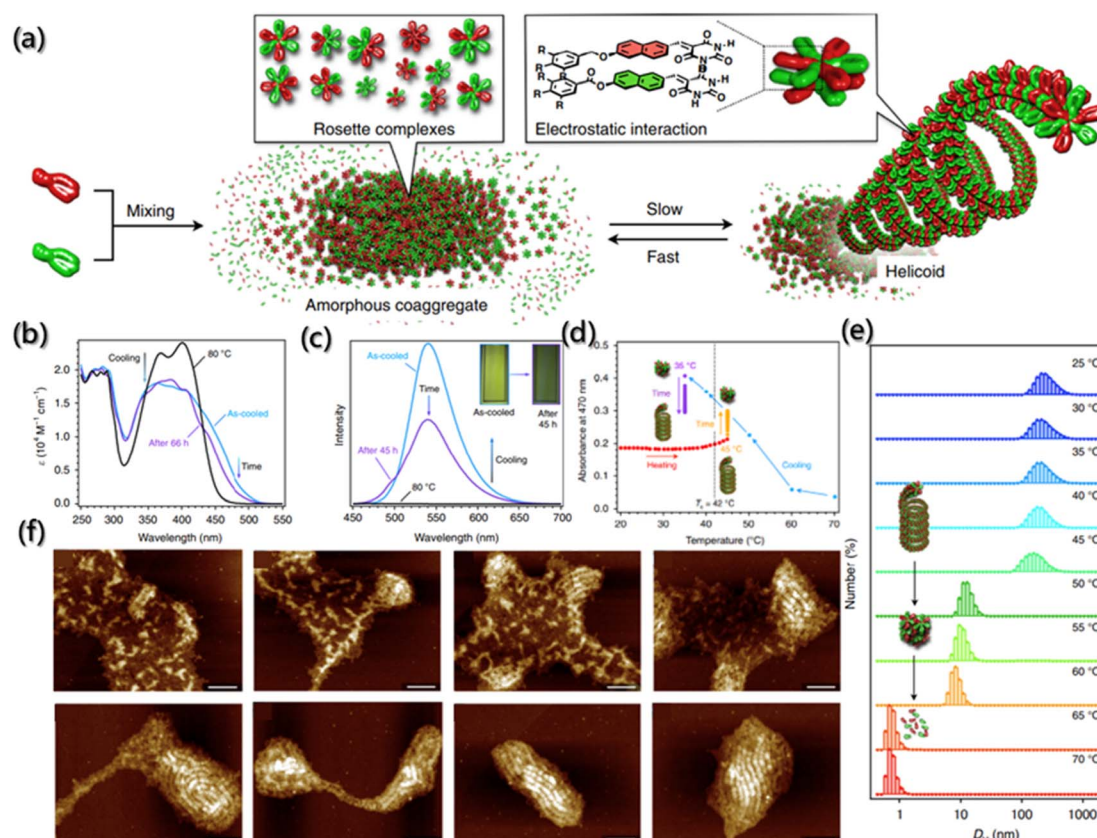 (a)
Rosette complexes
R
R
R
R
R
R
O
O
O
O
N-H
N
O
O
N-H
N
O
H
Electrostatic interaction
Mixing
Amorphous coaggregate
Slow
Fast
Helicoid
(b)
Cooling
80 °C
As-cooled
After 66 h
Time
ε (10⁴ M⁻¹ cm⁻¹)
2.0
1.5
1.0
0.5
0.0
250 300 350 400 450 500 550
Wavelength (nm)
(c)
As-cooled
Time
As-cooled
After
45 h
Cooling
After 45 h
80 °C
Intensity
450 500 550 600 650 700
Wavelength (nm)
(d)
0.5
0.4
0.3
0.2
0.1
0.0
Absorbance at 470 nm
35 °C
Time
Time
45 °C
Heating
Cooling
= 42 °C
20 30 40 50 60 70
Temperature (°C)
(e)
25 °C
30 °C
35 °C
40 °C
45 °C
50 °C
55 °C
60 °C
65 °C
70 °C
Number (%)
1 10 100 1000
(nm)
(f)